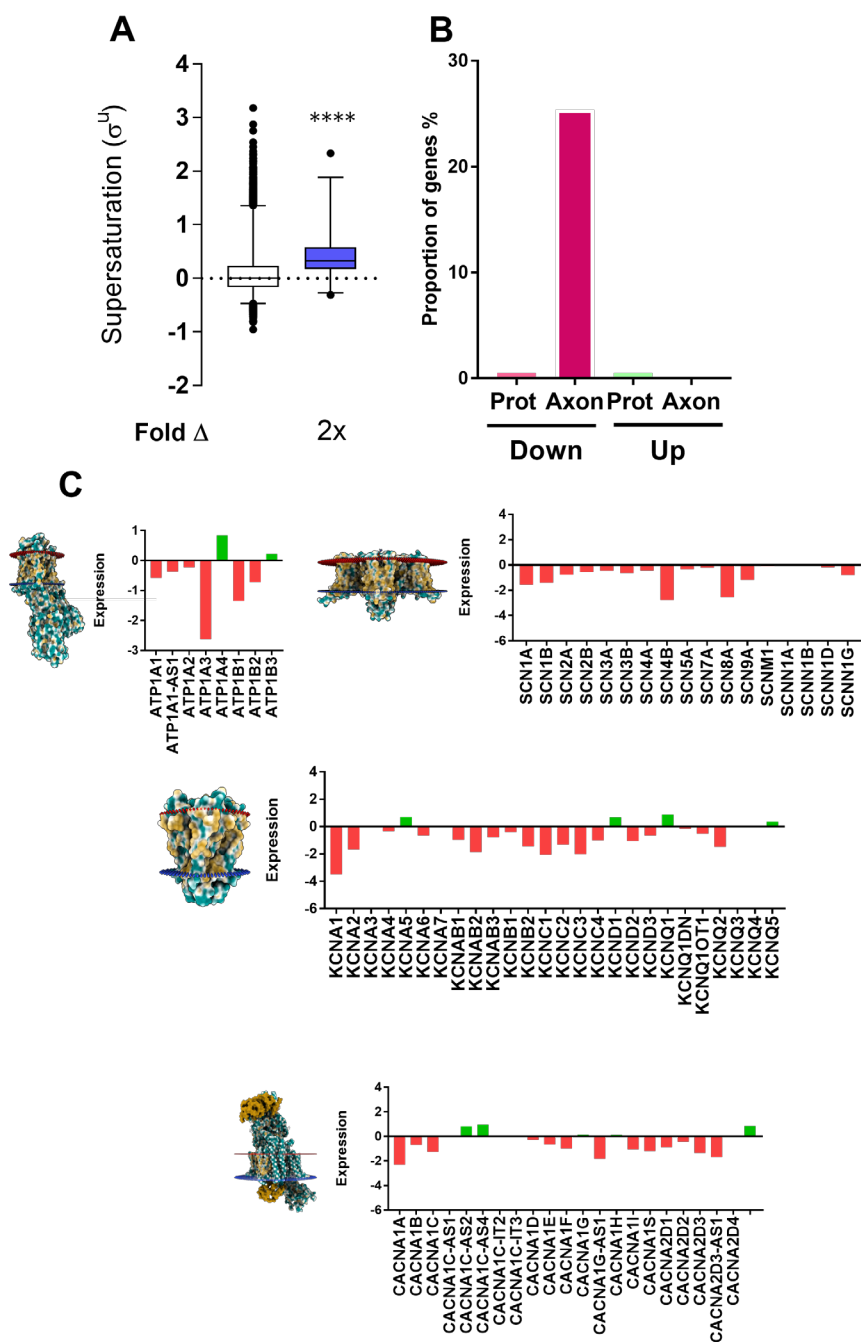 A
Supersaturation (σᵘ)
4
3
2
1
0
-1
-2
****
Fold Δ
2x
B
Proportion of genes %
30
20
10
0
Prot Axon Prot Axon
Down Up
C
Expression
1
0
-1
-2
-3
ATP1A1
ATP1A1-AS1
ATP1A2
ATP1A3
ATP1A4
ATP1B1
ATP1B2
ATP1B3
Expression
6
4
2
0
-2
-4
-6
SCN1A
SCN1B
SCN2A
SCN2B
SCN3A
SCN3B
SCN4A
SCN4B
SCN5A
SCN7A
SCN8A
SCN9A
SCNM1
SCNN1A
SCNN1B
SCNN1D
SCNN1G
Expression
4
2
0
-2
-4
-6
KCNA1
KCNA2
KCNA3
KCNA4
KCNA5
KCNA6
KCNA7
KCNAB1
KCNAB2
KCNAB3
KCNB1
KCNB2
KCNC1
KCNC2
KCNC3
KCNC4
KCND1
KCND2
KCND3
KCNQ1
KCNQ1DN
KCNQ1OT1
KCNQ2
KCNQ3
KCNQ4
KCNQ5
Expression
4
2
0
-2
-4
-6
CACNA1A
CACNA1B
CACNA1C
CACNA1C-AS1
CACNA1C-AS2
CACNA1C-AS4
CACNA1C-IT2
CACNA1C-IT3
CACNA1D
CACNA1E
CACNA1F
CACNA1G
CACNA1G-AS1
CACNA1H
CACNA1I
CACNA1S
CACNA2D1
CACNA2D2
CACNA2D3
CACNA2D3-AS1
CACNA2D4